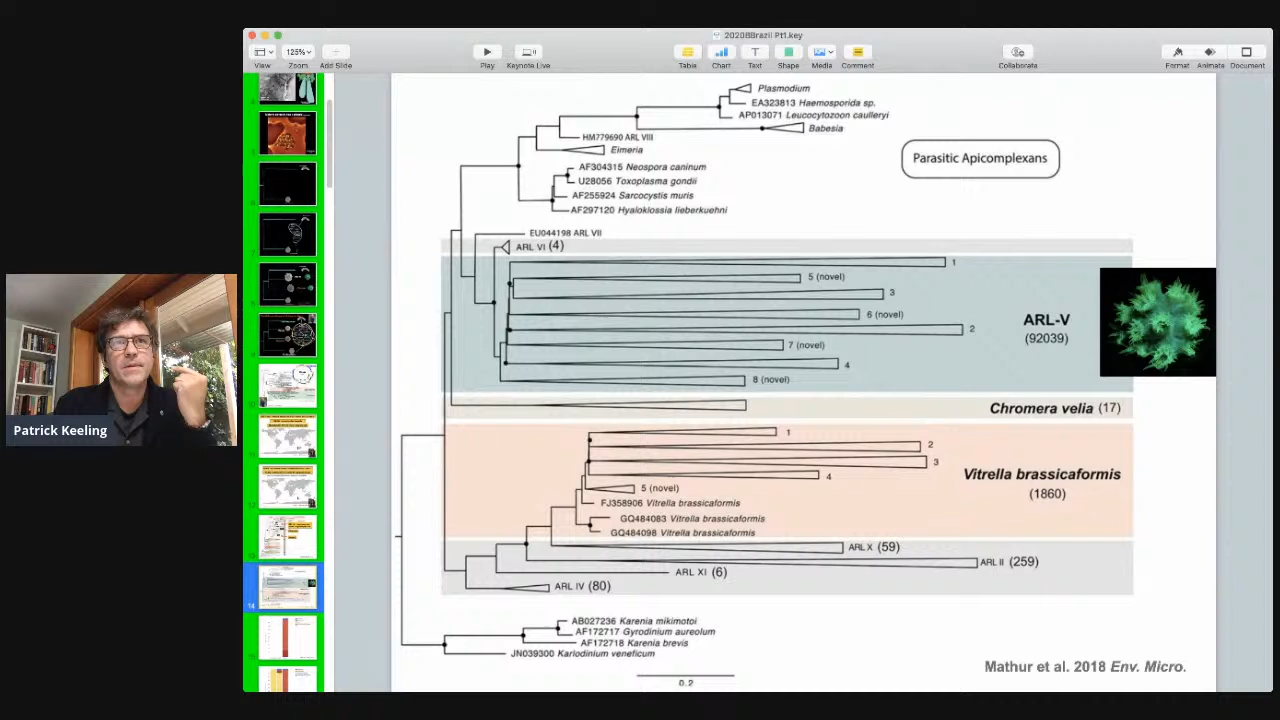 202088Brazil Pt1.key
125%
View
Zoom
Add Slide
Play
Keynote Live
Table
Chart
Text
Shape
Media
Comment
Collaborate
Format
Animate
Document
Plasmodium
EA323813 Haemosporida sp.
AP013071 Leucocytozoon caulleryi
Babesia
HM779690 ARL VIII
Eimeria
Parasitic Apicomplexans
AF304315 Neospora caninum
U28056 Toxoplasma gondii
AF255924 Sarcocystis muris
AF297120 Hyaloklossia lieberkuehni
EU044198 ARL VII
ARL VI (4)
1
5 (novel)
3
6 (novel)
2
7 (novel)
4
8 (novel)
ARL-V
(92039)
Chromera velia (17)
1
2
3
4
5 (novel)
FJ358906 Vitrella brassicaformis
GQ484083 Vitrella brassicaformis
GQ484098 Vitrella brassicaformis
Vitrella brassicaformis
(1860)
ARL X (59)
ARL II (259)
ARL XI (6)
ARL IV (80)
AB027236 Karenia mikimotoi
AF172717 Gyrodinium aureolum
AF172718 Karenia brevis
JN039300 Karlodinium veneficum
0.2
Mathur et al. 2018 Env. Micro.
Patrick Keeling
14